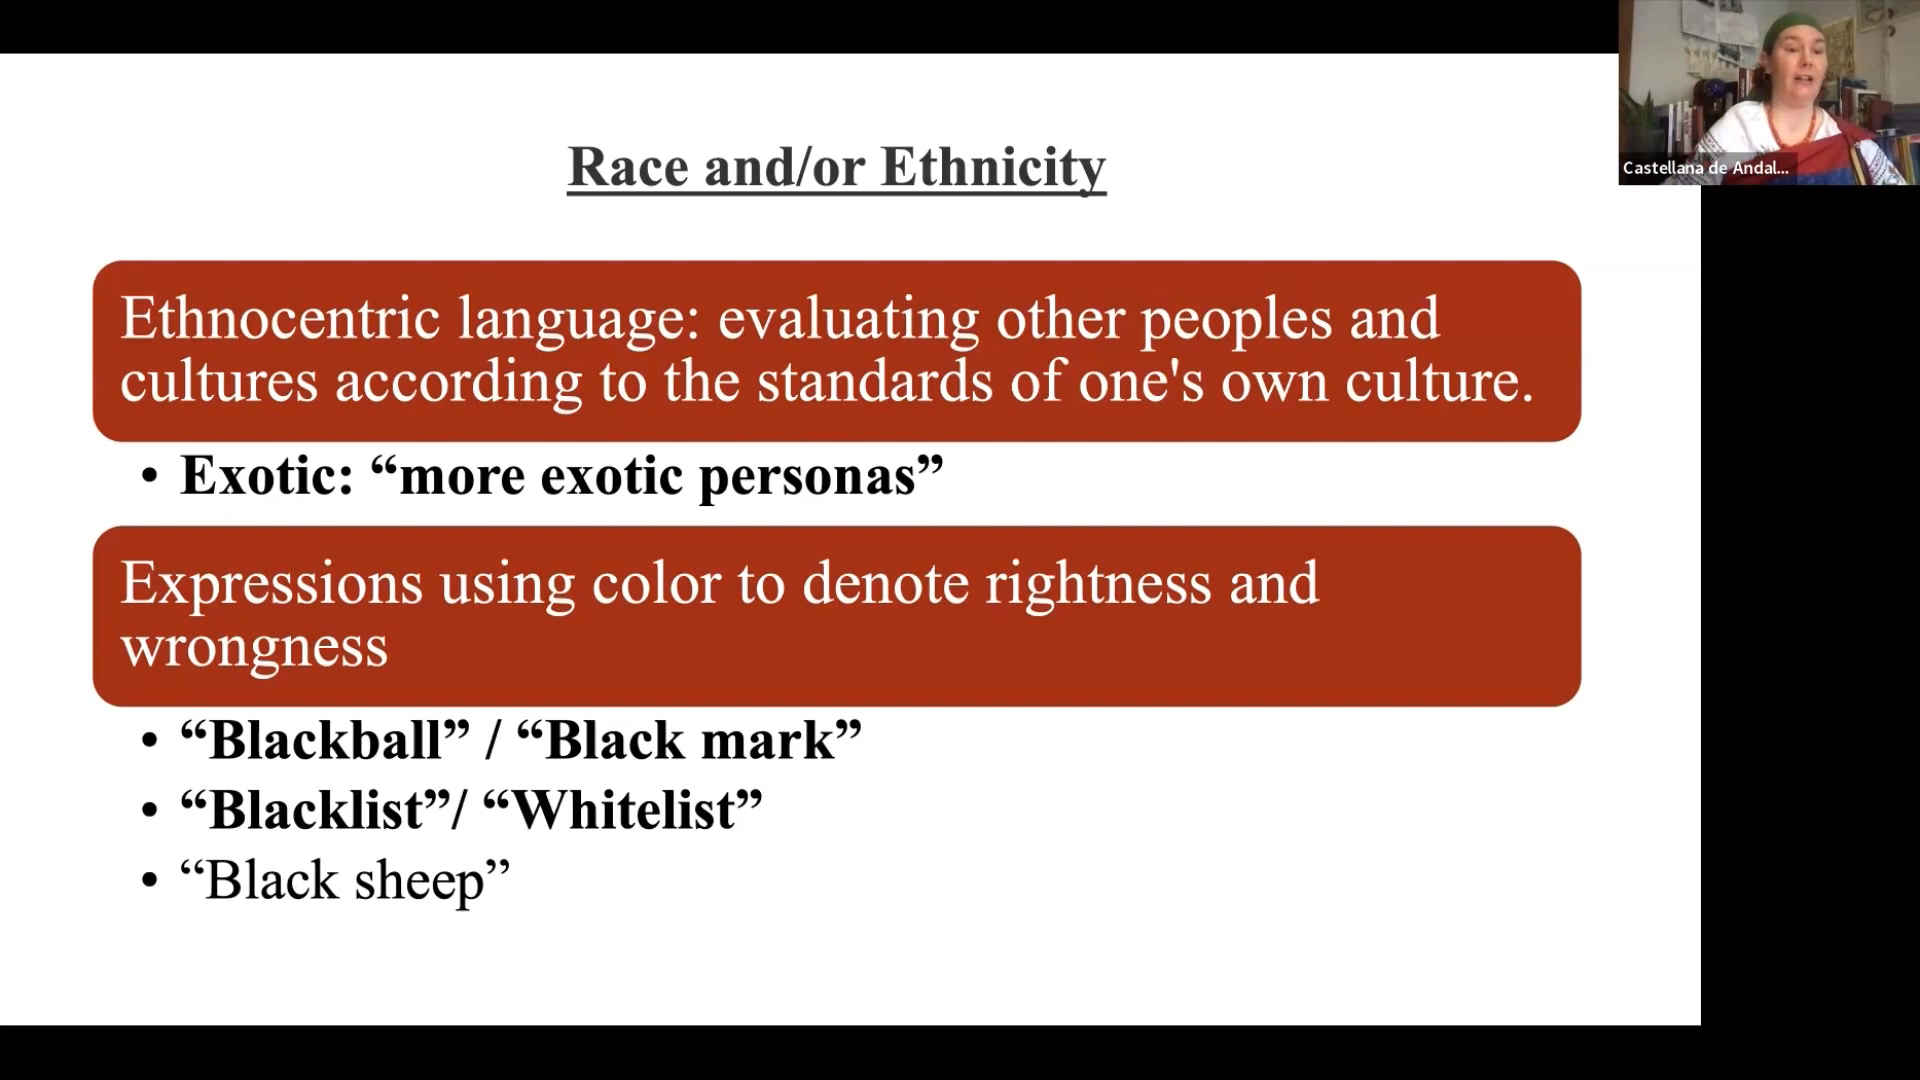 Race and/or Ethnicity
Ethnocentric language: evaluating other peoples and
cultures according to the standards of one's own culture.
• Exotic: “more exotic personas”
Expressions using color to denote rightness and
wrongness
• “Blackball” / “Black mark”
• “Blacklist”/ “Whitelist”
• “Black sheep”
Castellana de Andal...